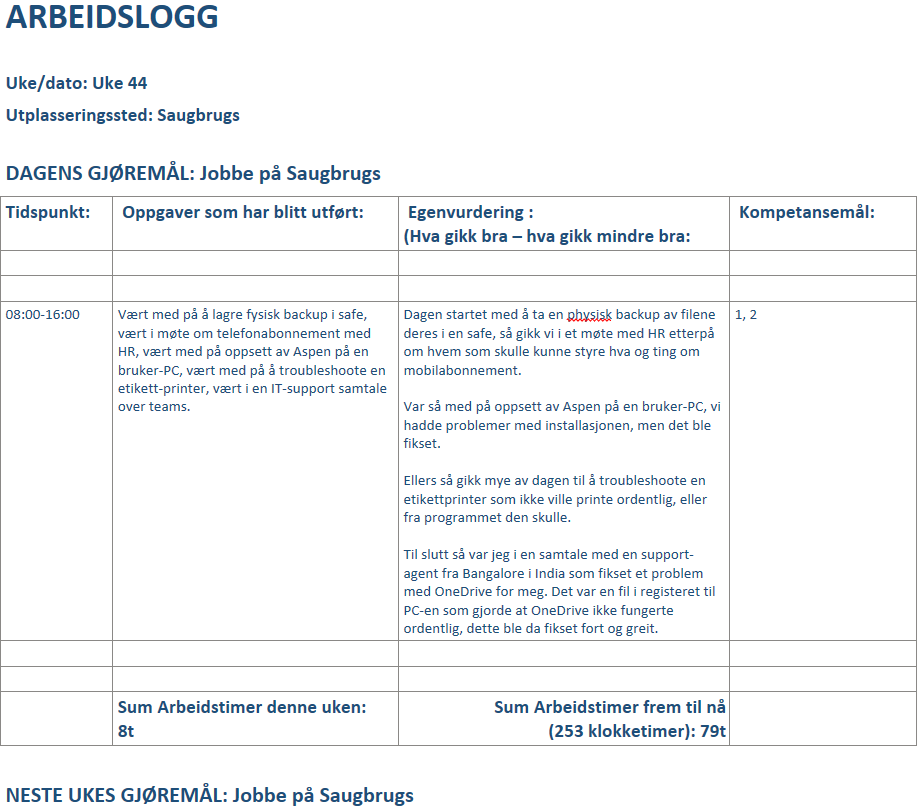 ARBEIDSLOGG
Uke/dato: Uke 44
Utplasseringssted: Saugbrugs
DAGENS GJØREMÅL: Jobbe på Saugbrugs
Tidspunkt:
Oppgaver som har blitt utført:
Egenvurdering :
(Hva gikk bra – hva gikk mindre bra:
Kompetansemål:
08:00-16:00
Vært med på å lagre fysisk backup i safe,
vært i møte om telefonabonnement med
HR, vært med på oppsett av Aspen på en
bruker-PC, vært med på å troubleshoote en
etikett-printer, vært i en IT-support samtale
over teams.
Dagen startet med å ta en physisk backup av filene
deres i en safe, så gikk vi i et møte med HR etterpå
om hvem som skulle kunne styre hva og ting om
mobilabonnement.
Var så med på oppsett av Aspen på en bruker-PC, vi
hadde problemer med installasjonen, men det ble
fikset.
Ellers så gikk mye av dagen til å troubleshoote en
etikettprinter som ikke ville printe ordentlig, eller
fra programmet den skulle.
Til slutt så var jeg i en samtale med en support-
agent fra Bangalore i India som fikset et problem
med OneDrive for meg. Det var en fil i registeret til
PC-en som gjorde at OneDrive ikke fungerte
ordentlig, dette ble da fikset fort og greit.
1, 2
Sum Arbeidstimer denne uken:
8t
Sum Arbeidstimer frem til nå
(253 klokketimer): 79t
NESTE UKES GJØREMÅL: Jobbe på Saugbrugs